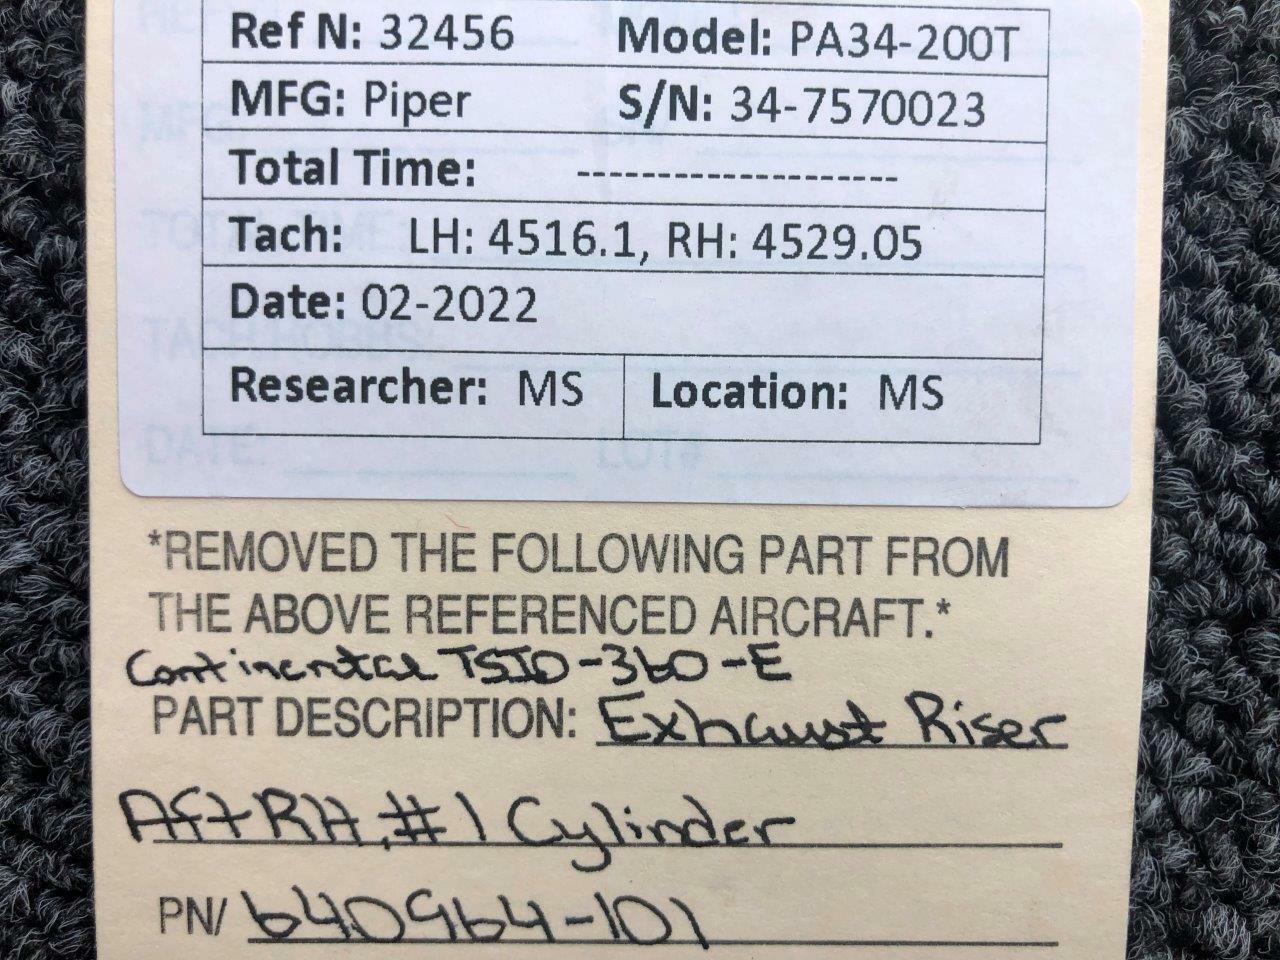 Ref N: 32456 Model: PA34-200T
MFG: Piper S/N: 34-7570023
Total Time: --------------------
Tach: LH: 4516.1, RH: 4529.05
Date: 02-2022
Researcher: MS Location: MS
DATE: LOT#
*REMOVED THE FOLLOWING PART FROM
THE ABOVE REFERENCED AIRCRAFT.*
Continental TSIO-360-E
PART DESCRIPTION: Exhaust Riser
Aft RH, #1 Cylinder
PN/ 640964-101